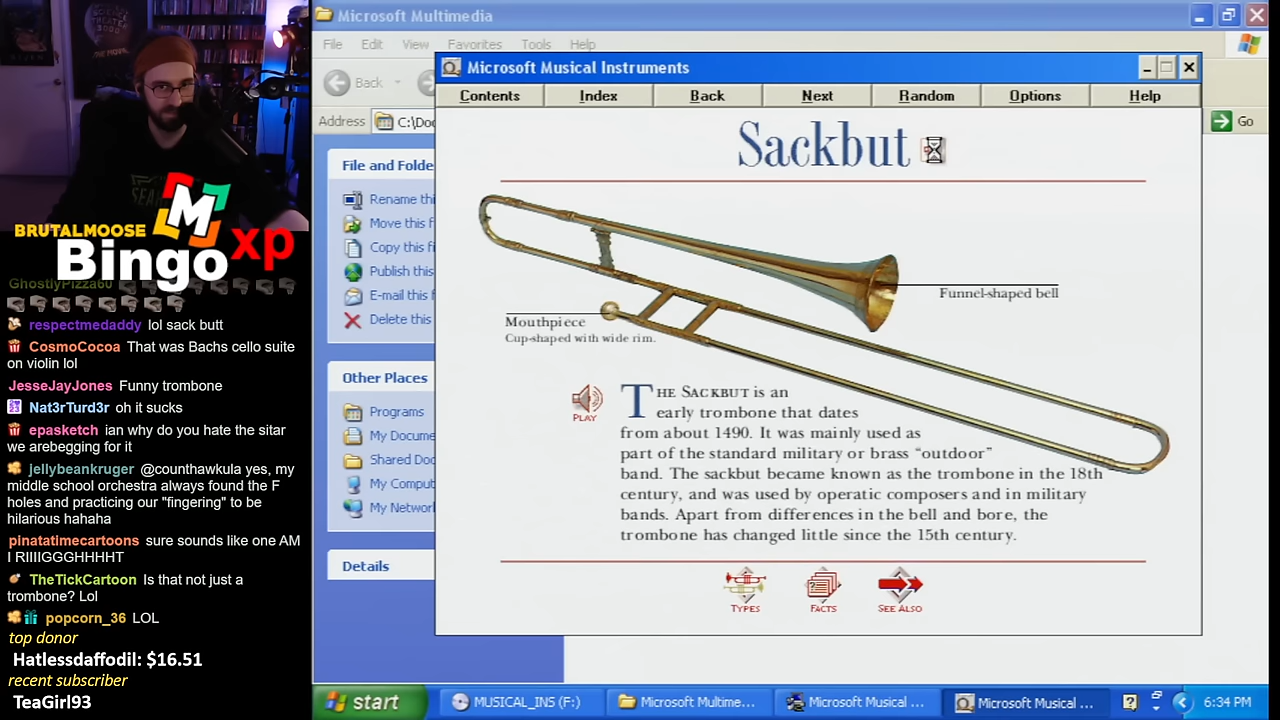 Microsoft Multimedia
File Edit View Favorites Tools Help
Back
Address C:\Doc
Go
File and Folde
Rename thi
Move this f
Copy this fi
Publish this
E-mail this f
Delete this
Other Places
Programs
My Docume
Shared Doc
My Comput
My Networ
Details
Microsoft Musical Instruments
Contents Index Back Next Random Options Help
Sackbut
Funnel-shaped bell
Mouthpiece
Cup-shaped with wide rim.
PLAY
THE SACKBUT is an
early trombone that dates
from about 1490. It was mainly used as
part of the standard military or brass “outdoor”
band. The sackbut became known as the trombone in the 18th
century, and was used by operatic composers and in military
bands. Apart from differences in the bell and bore, the
trombone has changed little since the 15th century.
TYPES FACTS SEE ALSO
BRUTALMOOSE
M
Bingo xp
GhostlyPizza60
respectmedaddy lol sack butt
CosmoCocoa That was Bachs cello suite
on violin lol
JesseJayJones Funny trombone
Nat3rTurd3r oh it sucks
epasketch ian why do you hate the sitar
we arebegging for it
jellybeankruger @counthawkula yes, my
middle school orchestra always found the F
holes and practicing our "fingering" to be
hilarious hahaha
pinatatimecartoons sure sounds like one AM
I RIIIIGGGHHHHT
TheTickCartoon Is that not just a
trombone? Lol
popcorn_36 LOL
top donor
Hatlessdaffodil: $16.51
recent subscriber
TeaGirl93
start
MUSICAL_INS (F:)
Microsoft Multime...
Microsoft Musical ...
Microsoft Musical ...
6:34 PM